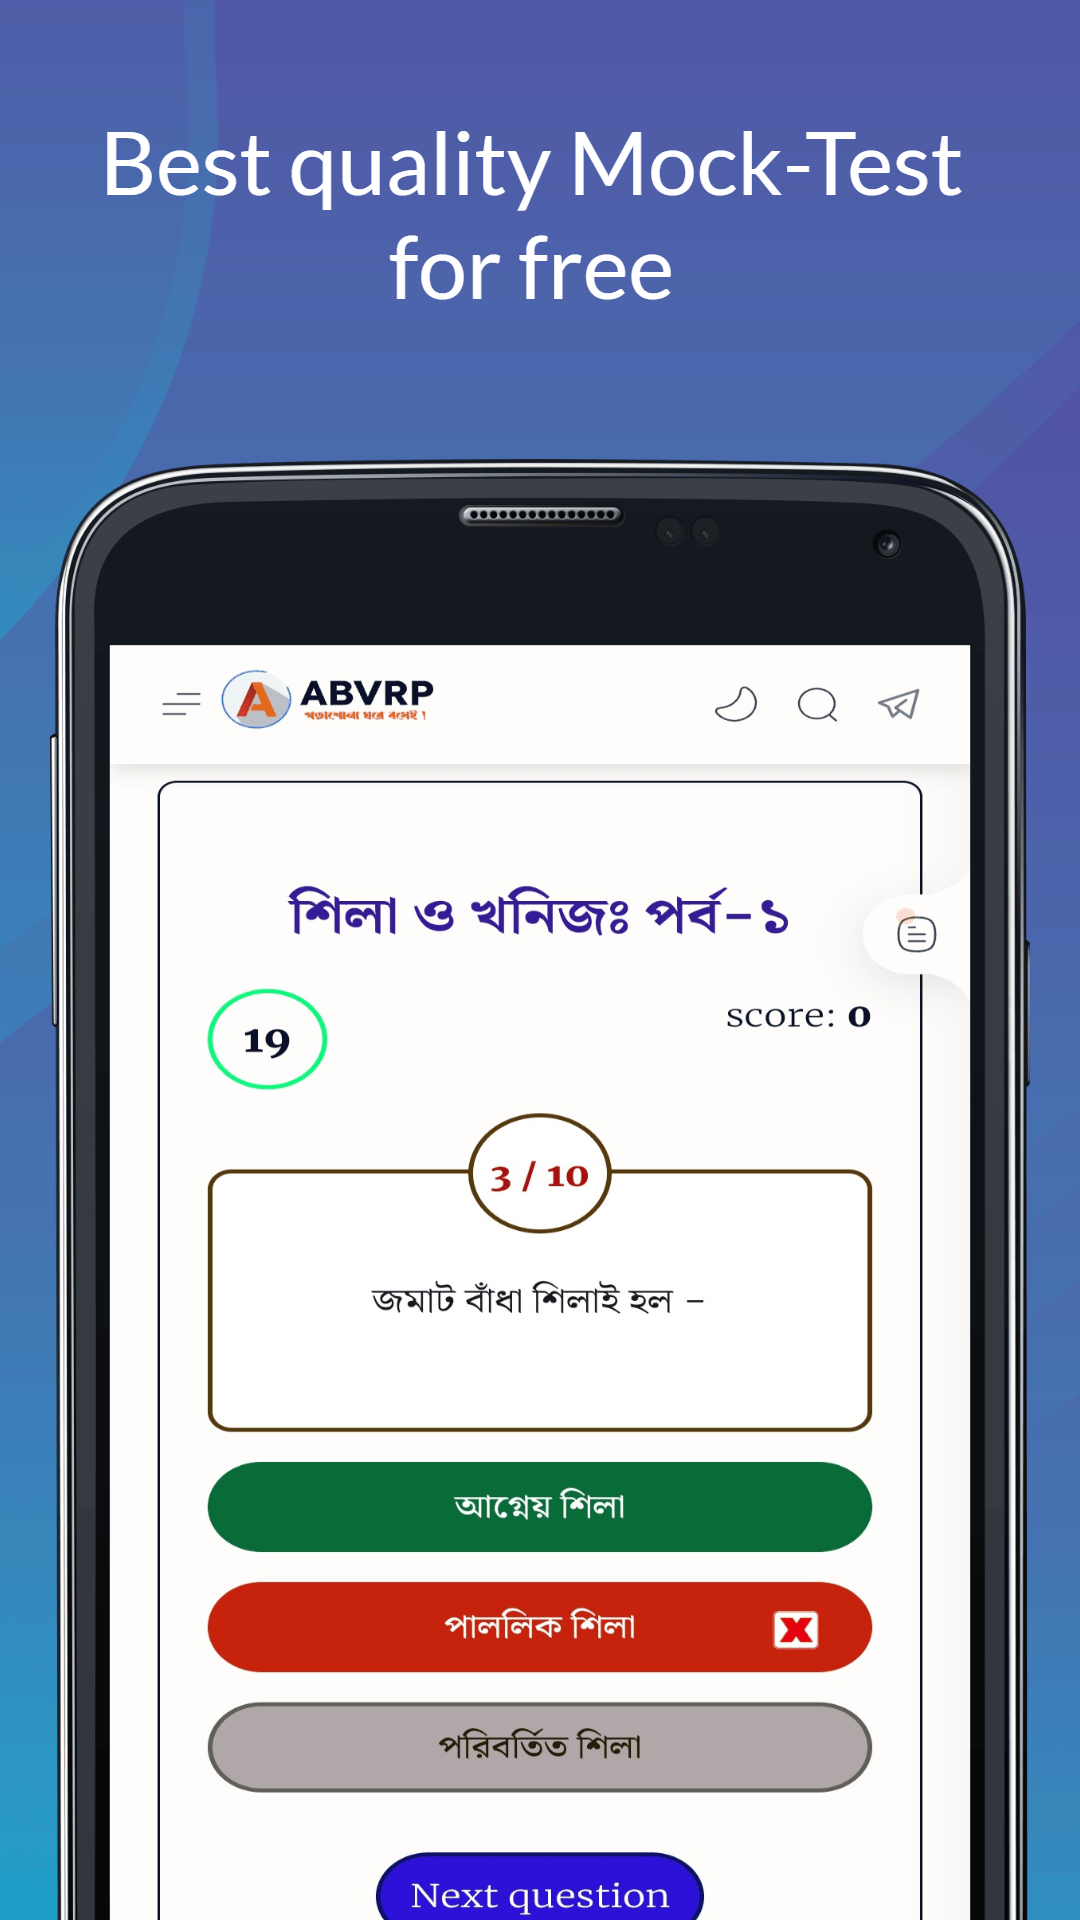 Best quality Mock-Test
for free
ABVRP
পড়াশোনা ঘরে বসেই !
শিলা ও খনিজঃ পর্ব-১
19
score: 0
3 / 10
জমাট বাঁধা শিলাই হল -
আগ্নেয় শিলা
পাললিক শিলা
পরিবর্তিত শিলা
Next question